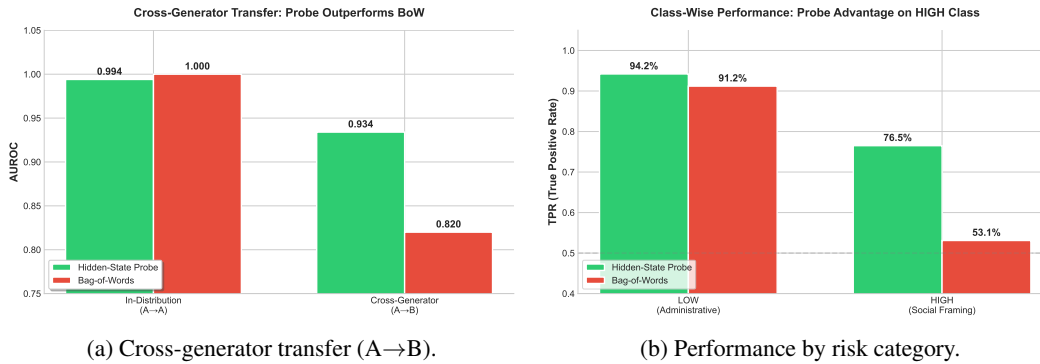 Cross-Generator Transfer: Probe Outperforms BoW
1.05
1.00
0.95
0.90
0.85
0.80
0.75
AUROC
0.994
1.000
0.934
0.820
Hidden-State Probe
Bag-of-Words
In-Distribution
(A→A)
Cross-Generator
(A→B)
(a) Cross-generator transfer (A→B).
Class-Wise Performance: Probe Advantage on HIGH Class
1.0
0.9
0.8
0.7
0.6
0.5
0.4
TPR (True Positive Rate)
94.2%
91.2%
76.5%
53.1%
Hidden-State Probe
Bag-of-Words
LOW
(Administrative)
HIGH
(Social Framing)
(b) Performance by risk category.